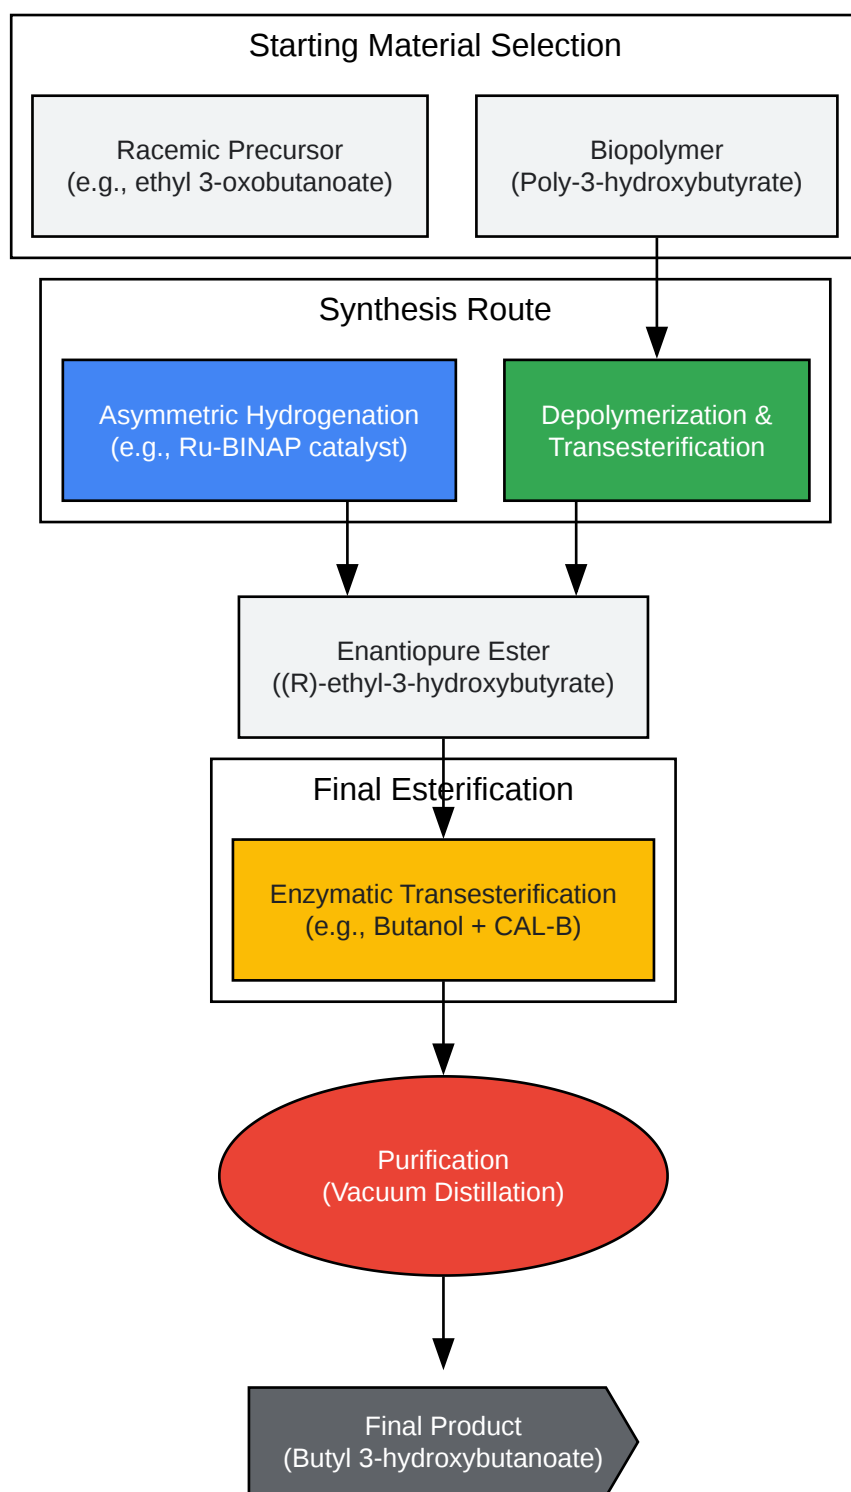 Starting Material Selection
Racemic Precursor
(e.g., ethyl 3-oxobutanoate)
Biopolymer
(Poly-3-hydroxybutyrate)
Synthesis Route
Asymmetric Hydrogenation
(e.g., Ru-BINAP catalyst)
Depolymerization &
Transesterification
Enantiopure Ester
((R)-ethyl-3-hydroxybutyrate)
Final Esterification
Enzymatic Transesterification
(e.g., Butanol + CAL-B)
Purification
(Vacuum Distillation)
Final Product
(Butyl 3-hydroxybutanoate)